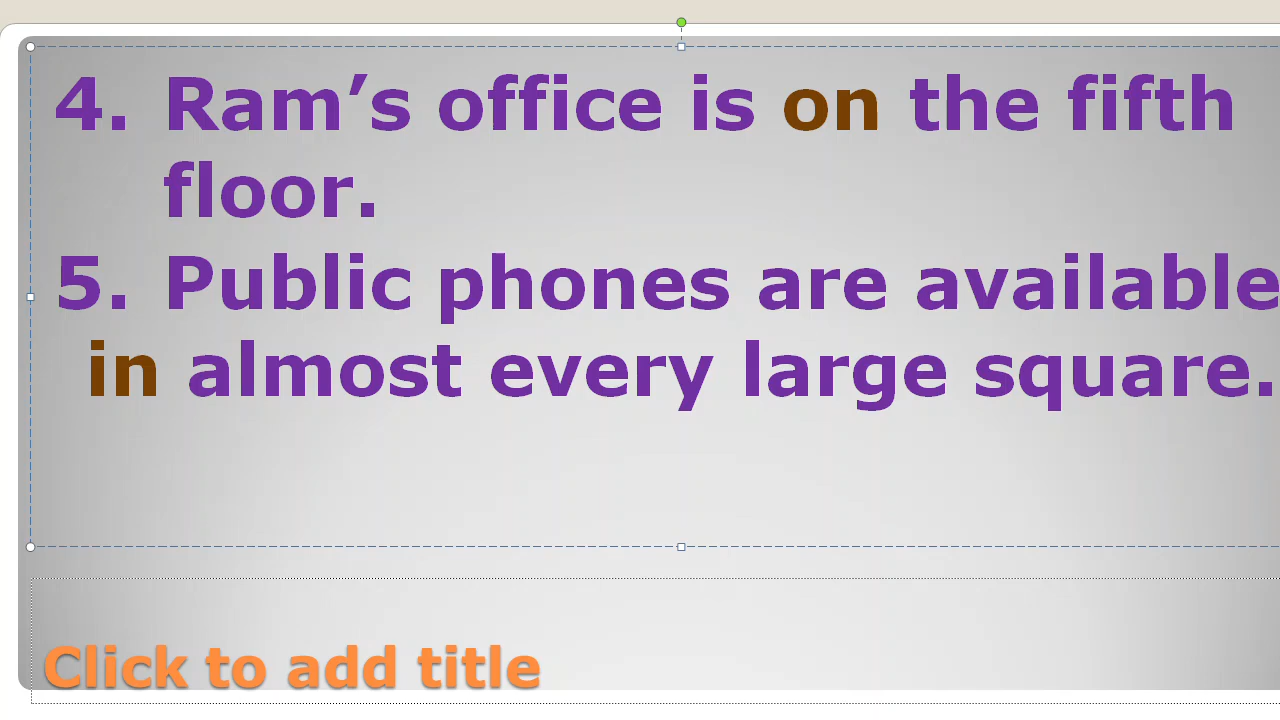 4. Ram’s office is on the fifth
floor.
5. Public phones are available
in almost every large square.
Click to add title